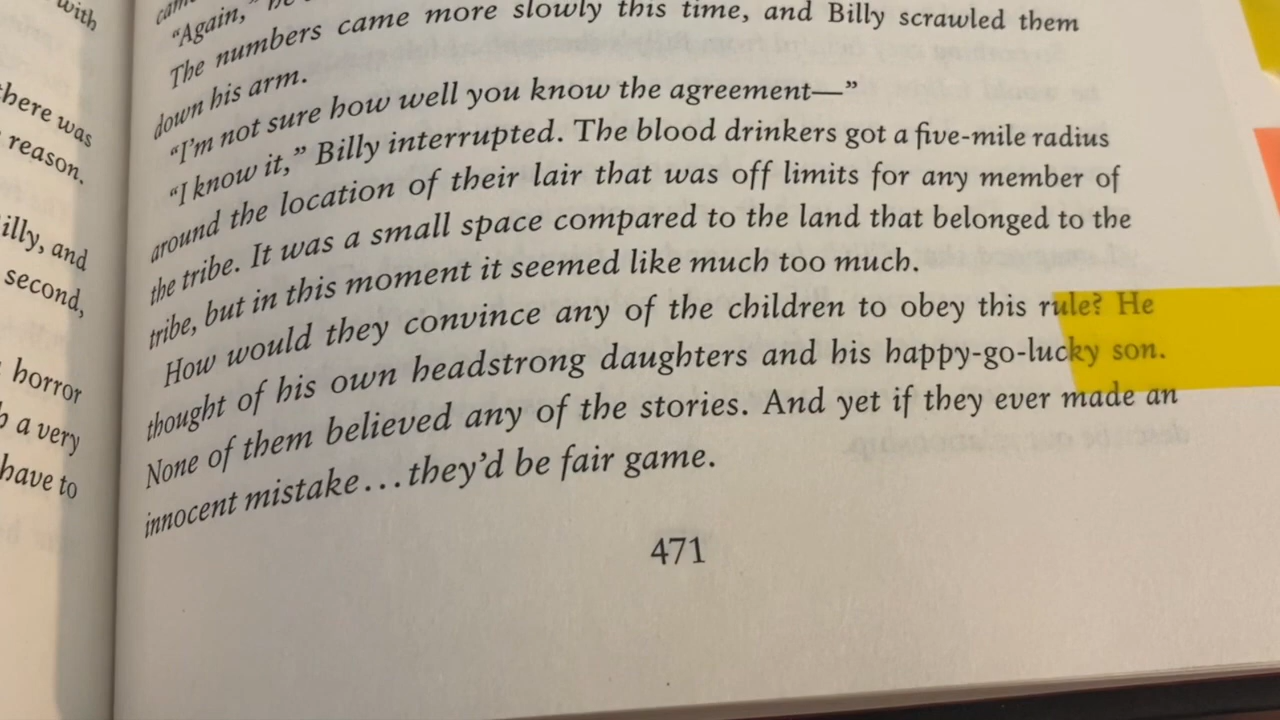 with
here was
reason.
illy, and
second,
horror
a very
have to
"Again,"
The numbers came more slowly this time, and Billy scrawled them
down his arm.
"I'm not sure how well you know the agreement—"
"I know it," Billy interrupted. The blood drinkers got a five-mile radius
around the location of their lair that was off limits for any member of
the tribe. It was a small space compared to the land that belonged to the
tribe, but in this moment it seemed like much too much.
How would they convince any of the children to obey this rule? He
thought of his own headstrong daughters and his happy-go-lucky son.
None of them believed any of the stories. And yet if they ever made an
innocent mistake...they'd be fair game.
471